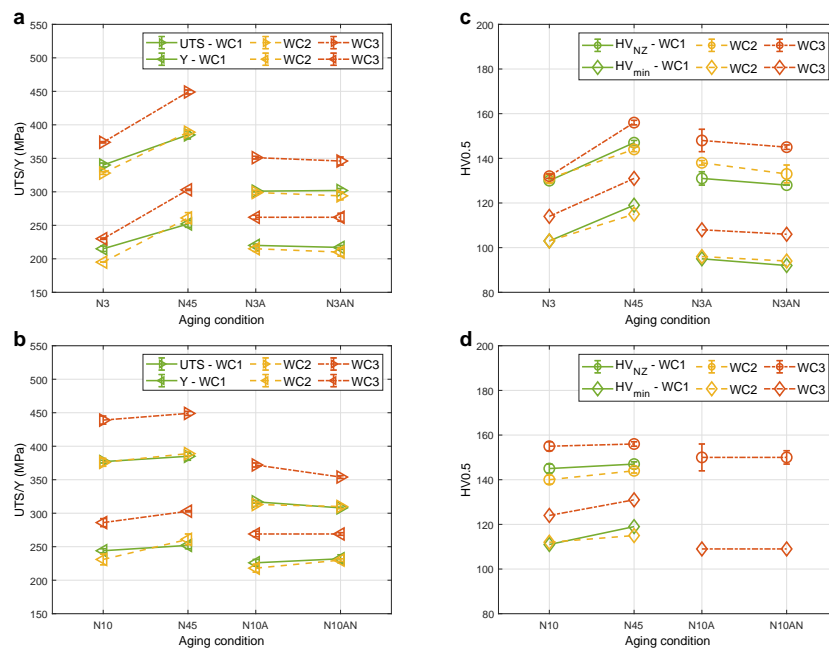 a
550
500
450
400
350
300
250
200
150
UTS/Y (MPa)
UTS - WC1 WC2 WC3
Y - WC1 WC2 WC3
N3 N45 N3A N3AN
Aging condition
c
200
180
160
140
120
100
80
HV0.5
HV_NZ - WC1 WC2 WC3
HV_min - WC1 WC2 WC3
N3 N45 N3A N3AN
Aging condition
b
550
500
450
400
350
300
250
200
150
UTS/Y (MPa)
UTS - WC1 WC2 WC3
Y - WC1 WC2 WC3
N10 N45 N10A N10AN
Aging condition
d
200
180
160
140
120
100
80
HV0.5
HV_NZ - WC1 WC2 WC3
HV_min - WC1 WC2 WC3
N10 N45 N10A N10AN
Aging condition